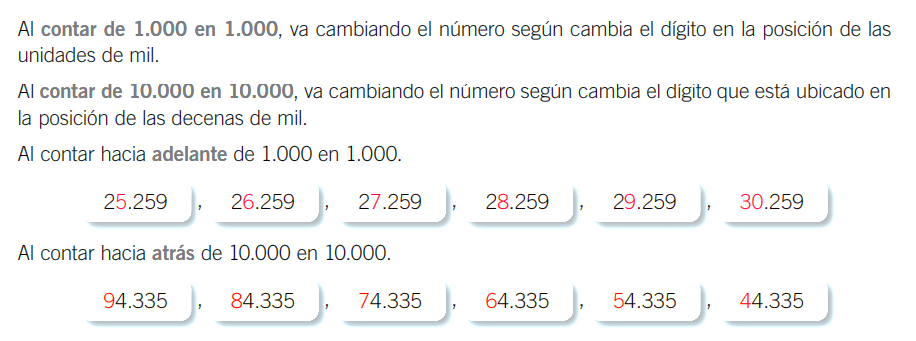 Al contar de 1.000 en 1.000, va cambiando el número según cambia el dígito en la posición de las
unidades de mil.
Al contar de 10.000 en 10.000, va cambiando el número según cambia el dígito que está ubicado en
la posición de las decenas de mil.
Al contar hacia adelante de 1.000 en 1.000.
25.259 , 26.259 , 27.259 , 28.259 , 29.259 , 30.259
Al contar hacia atrás de 10.000 en 10.000.
94.335 , 84.335 , 74.335 , 64.335 , 54.335 , 44.335